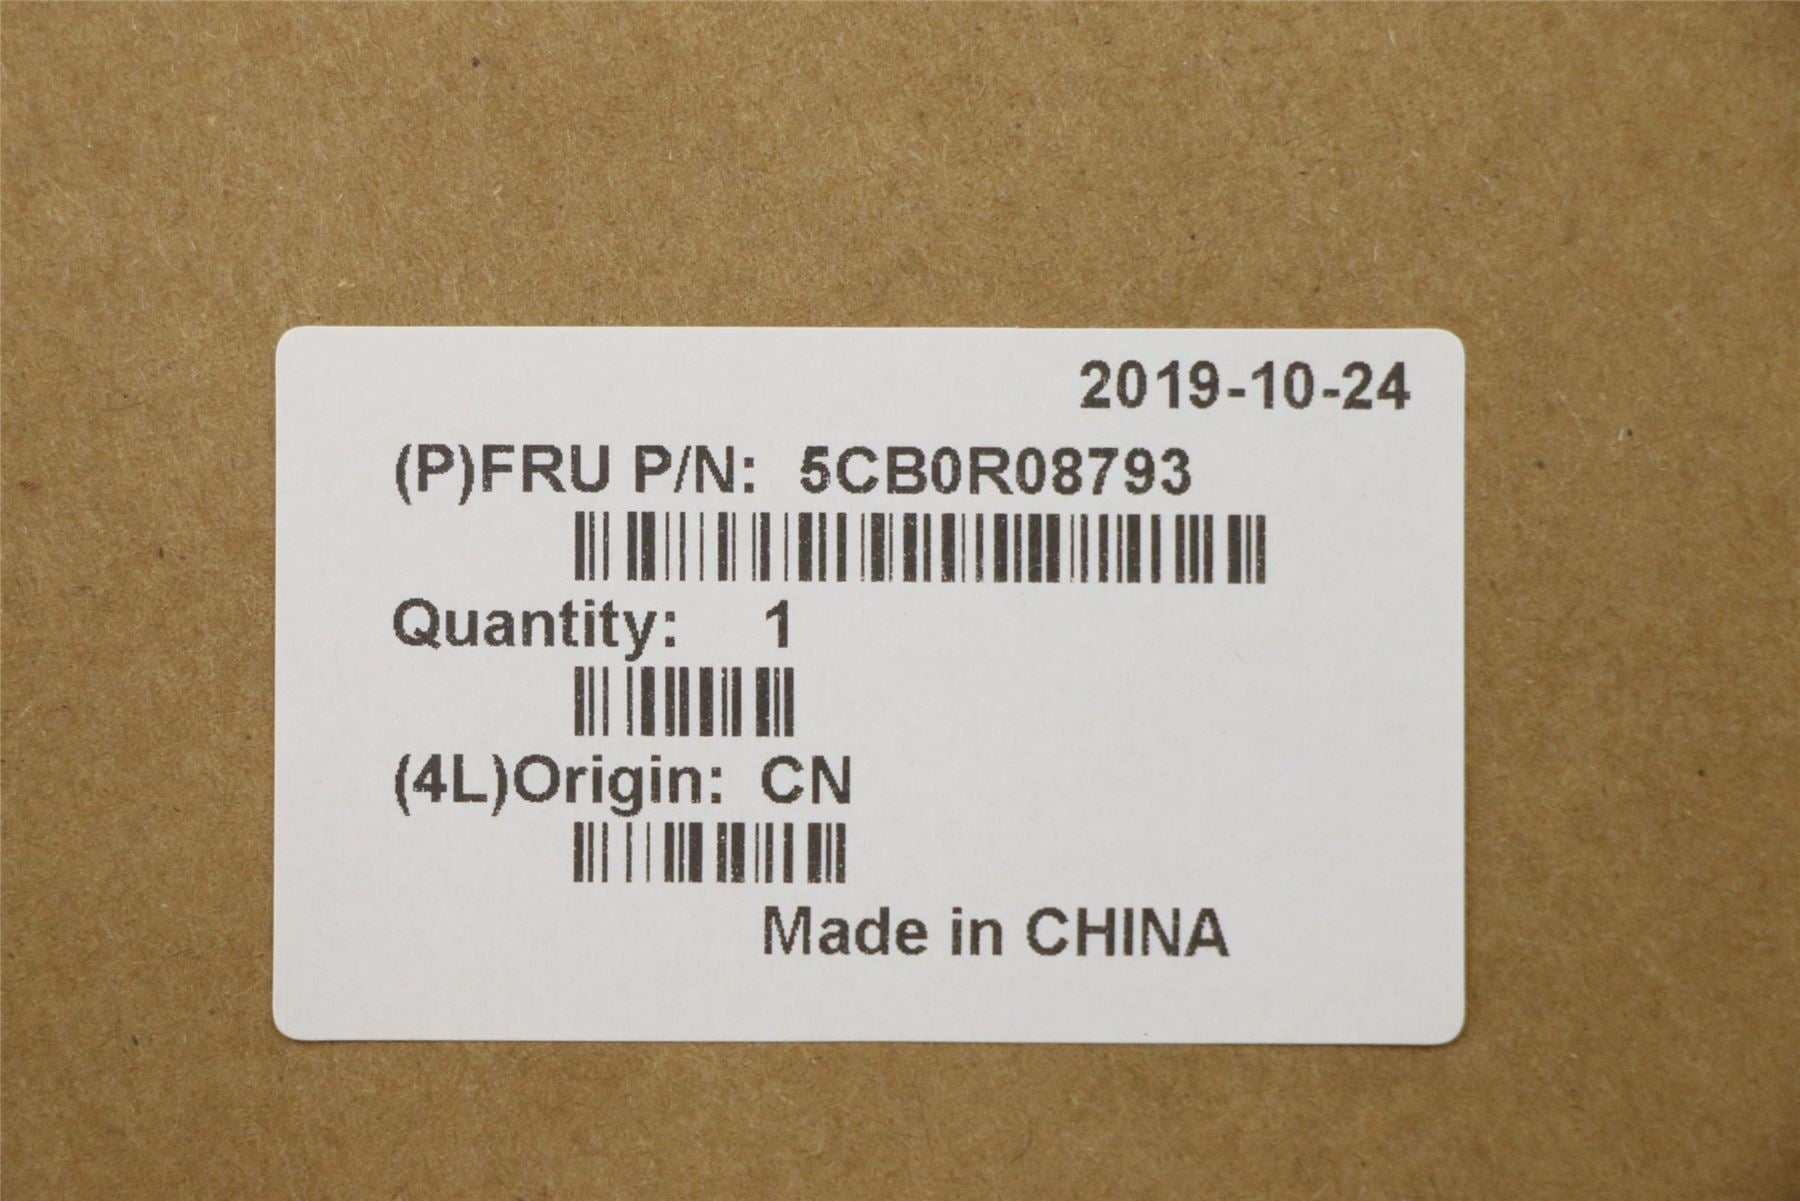 2019-10-24
(P)FRU P/N: 5CB0R08793
Quantity: 1
(4L)Origin: CN
Made in CHINA